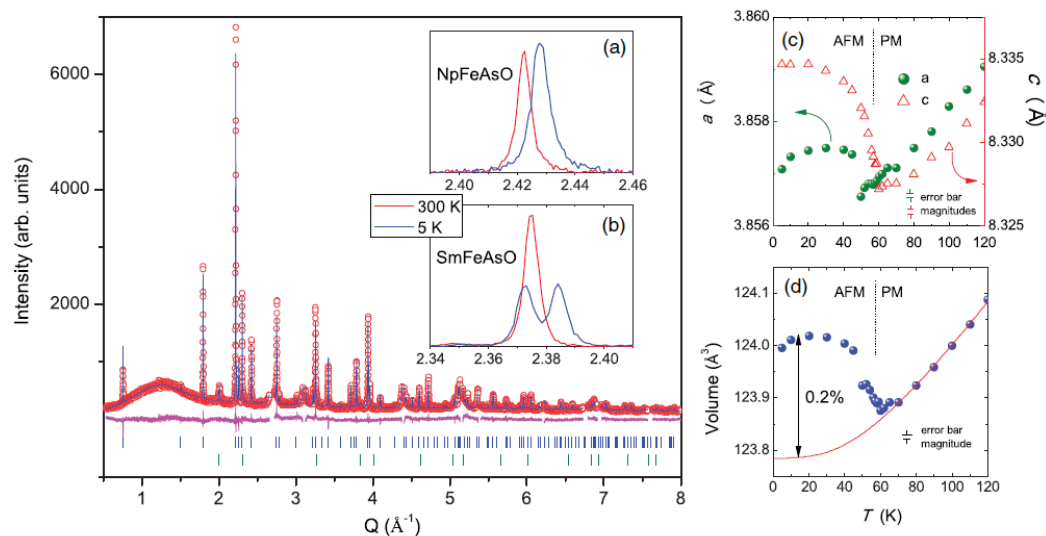 6000
4000
2000
Intensity (arb. units)
1 2 3 4 5 6 7 8
Q (Å⁻¹)
(a)
NpFeAsO
2.40 2.42 2.44 2.46
300 K
5 K
(b)
SmFeAsO
2.34 2.36 2.38 2.40
(c)
AFM PM
a
c
3.860
3.858
3.856
a (Å)
8.335
8.330
8.325
c (Å)
error bar
magnitudes
0 20 40 60 80 100 120
(d)
AFM PM
124.1
124.0
123.9
123.8
Volume (Å³)
0.2%
error bar
magnitude
0 20 40 60 80 100 120
T (K)